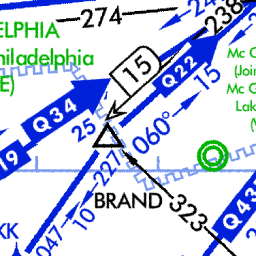 274
238
24
ELPHIA
hiladelphia
E)
Mc G
(Join
Mc G
Lak
M
15
Q22
15
Q34
25
060°
19
227
BRAND
10
323
047
KK
Q43